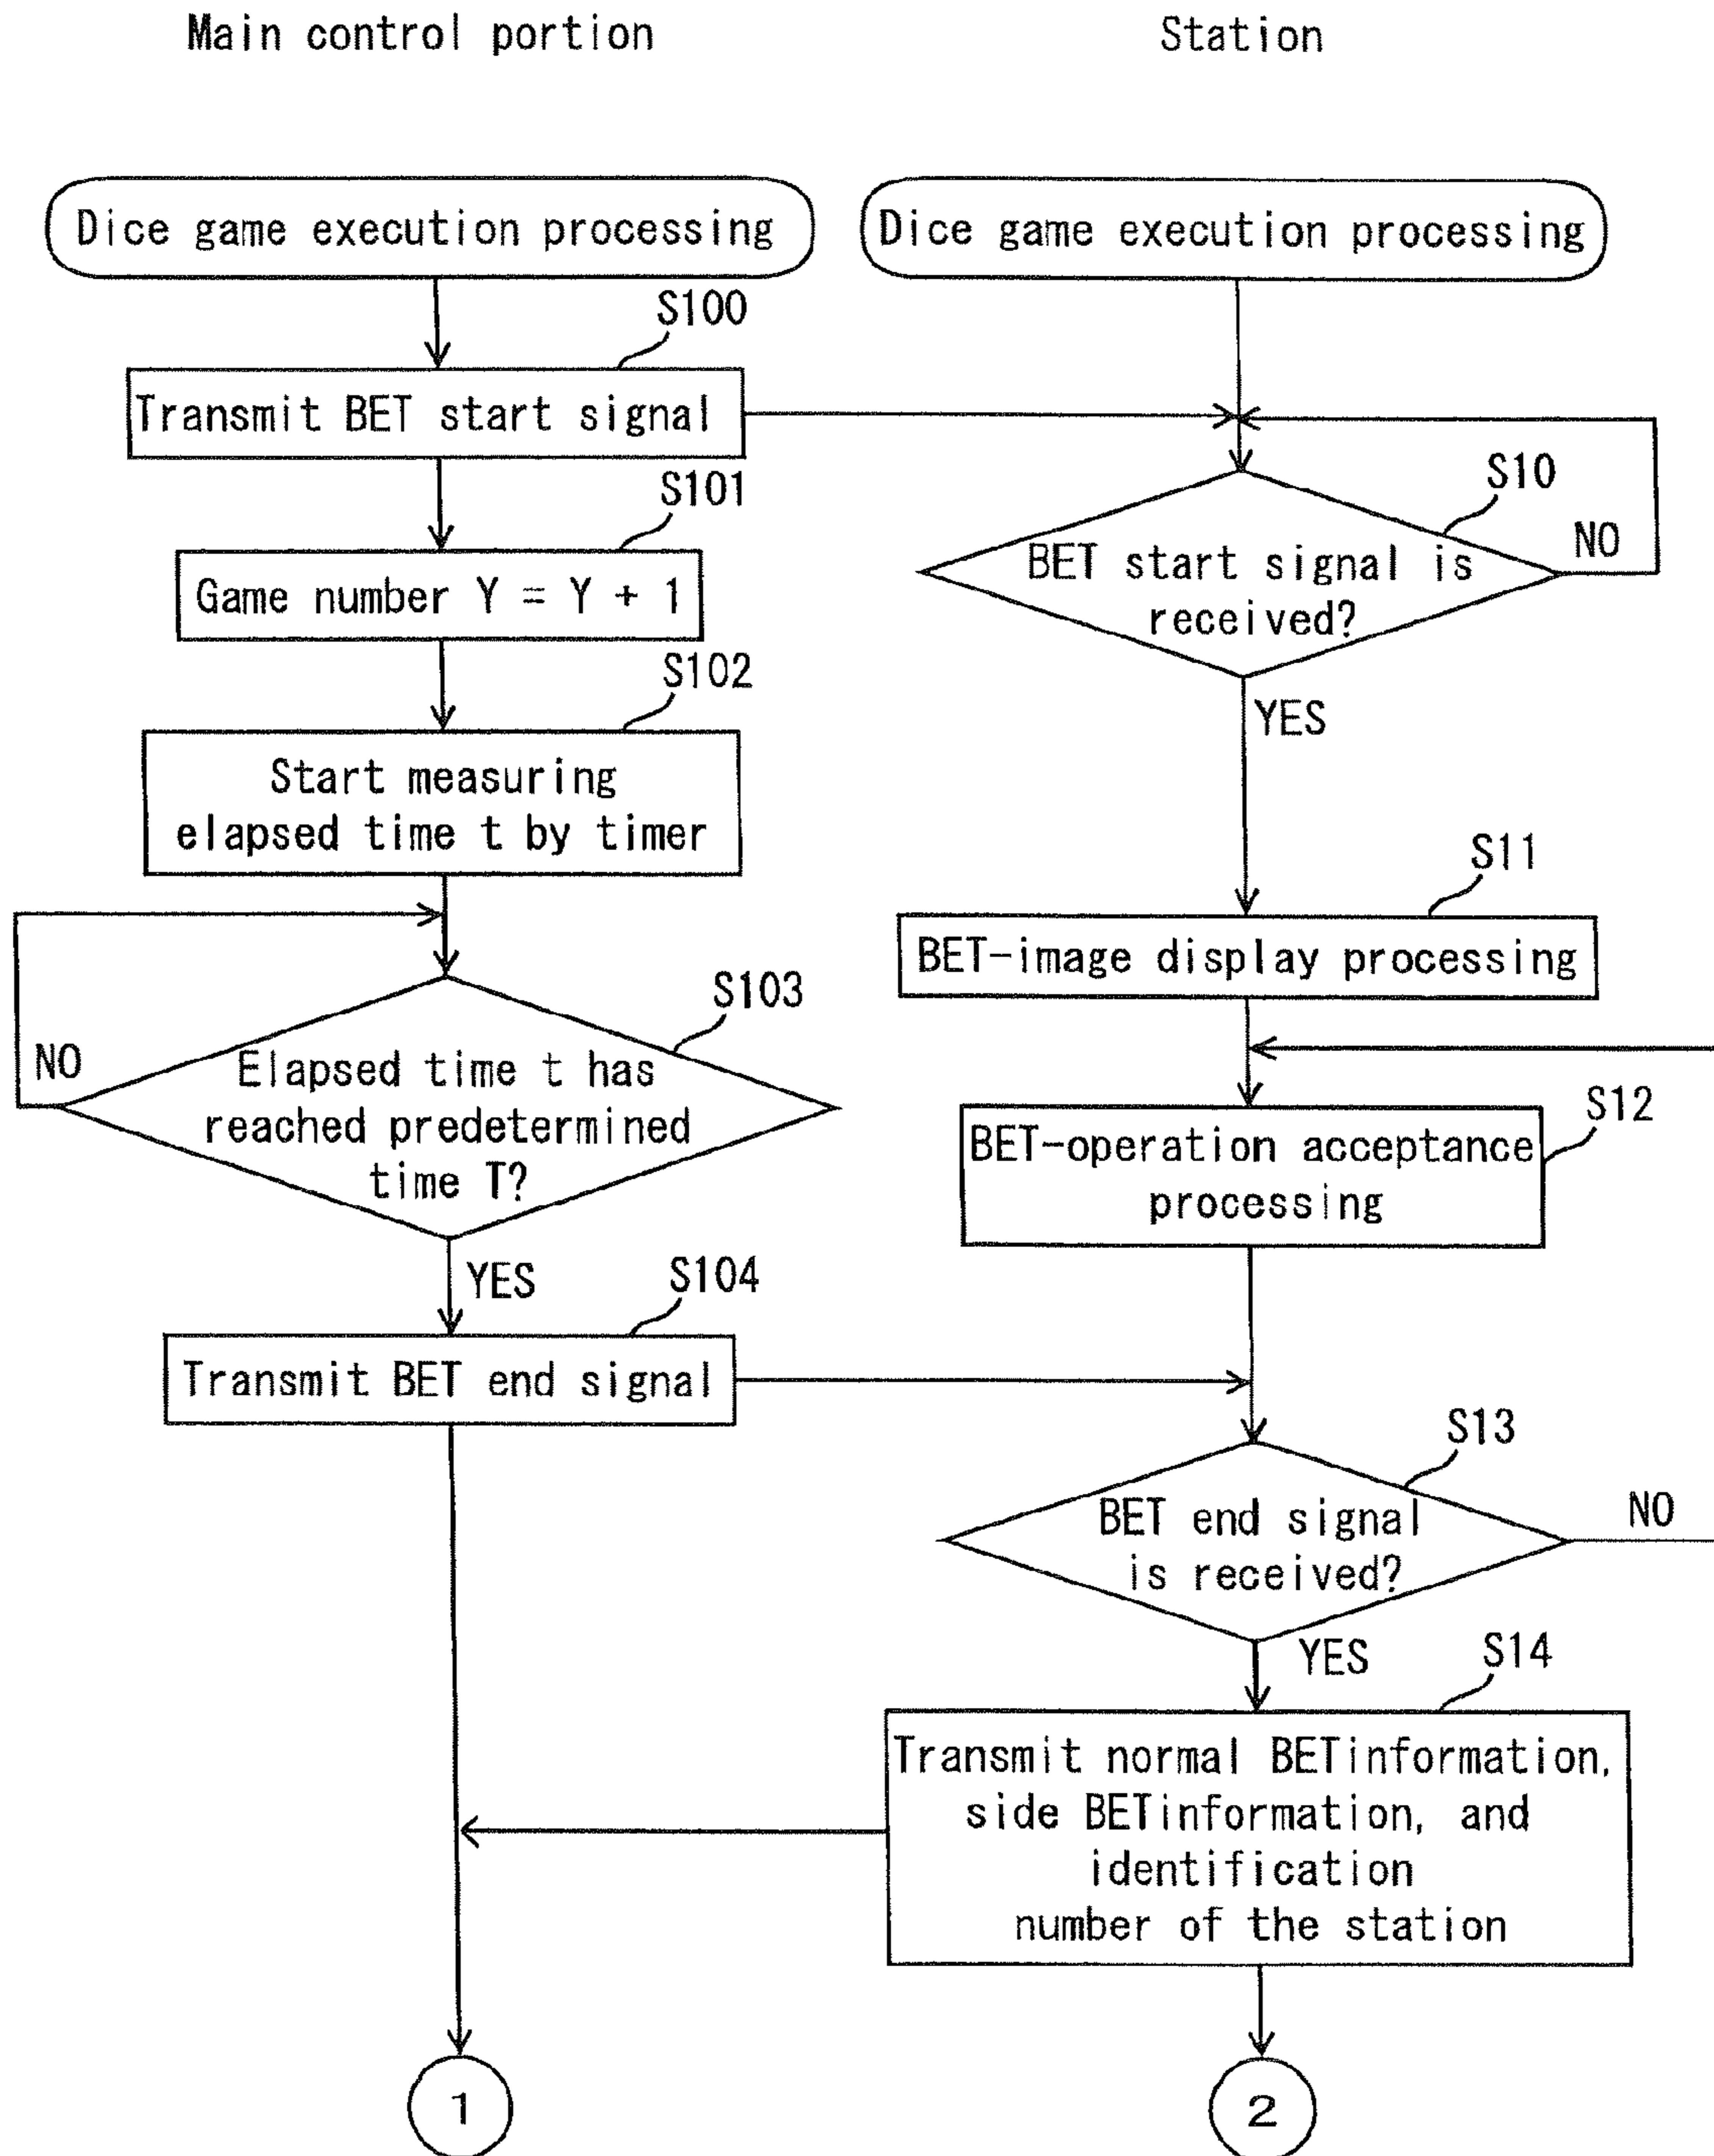 Main control portion
Station
Dice game execution processing
Dice game execution processing
S100
Transmit BET start signal
S101
S10
BET start signal is
received?
NO
Game number Y = Y + 1
S102
YES
Start measuring
elapsed time t by timer
S11
BET-image display processing
S103
NO
Elapsed time t has
reached predetermined
time T?
S12
BET-operation acceptance
processing
YES
S104
Transmit BET end signal
S13
BET end signal
is received?
NO
YES
S14
Transmit normal BETinformation,
side BETinformation, and
identification
number of the station
1
2